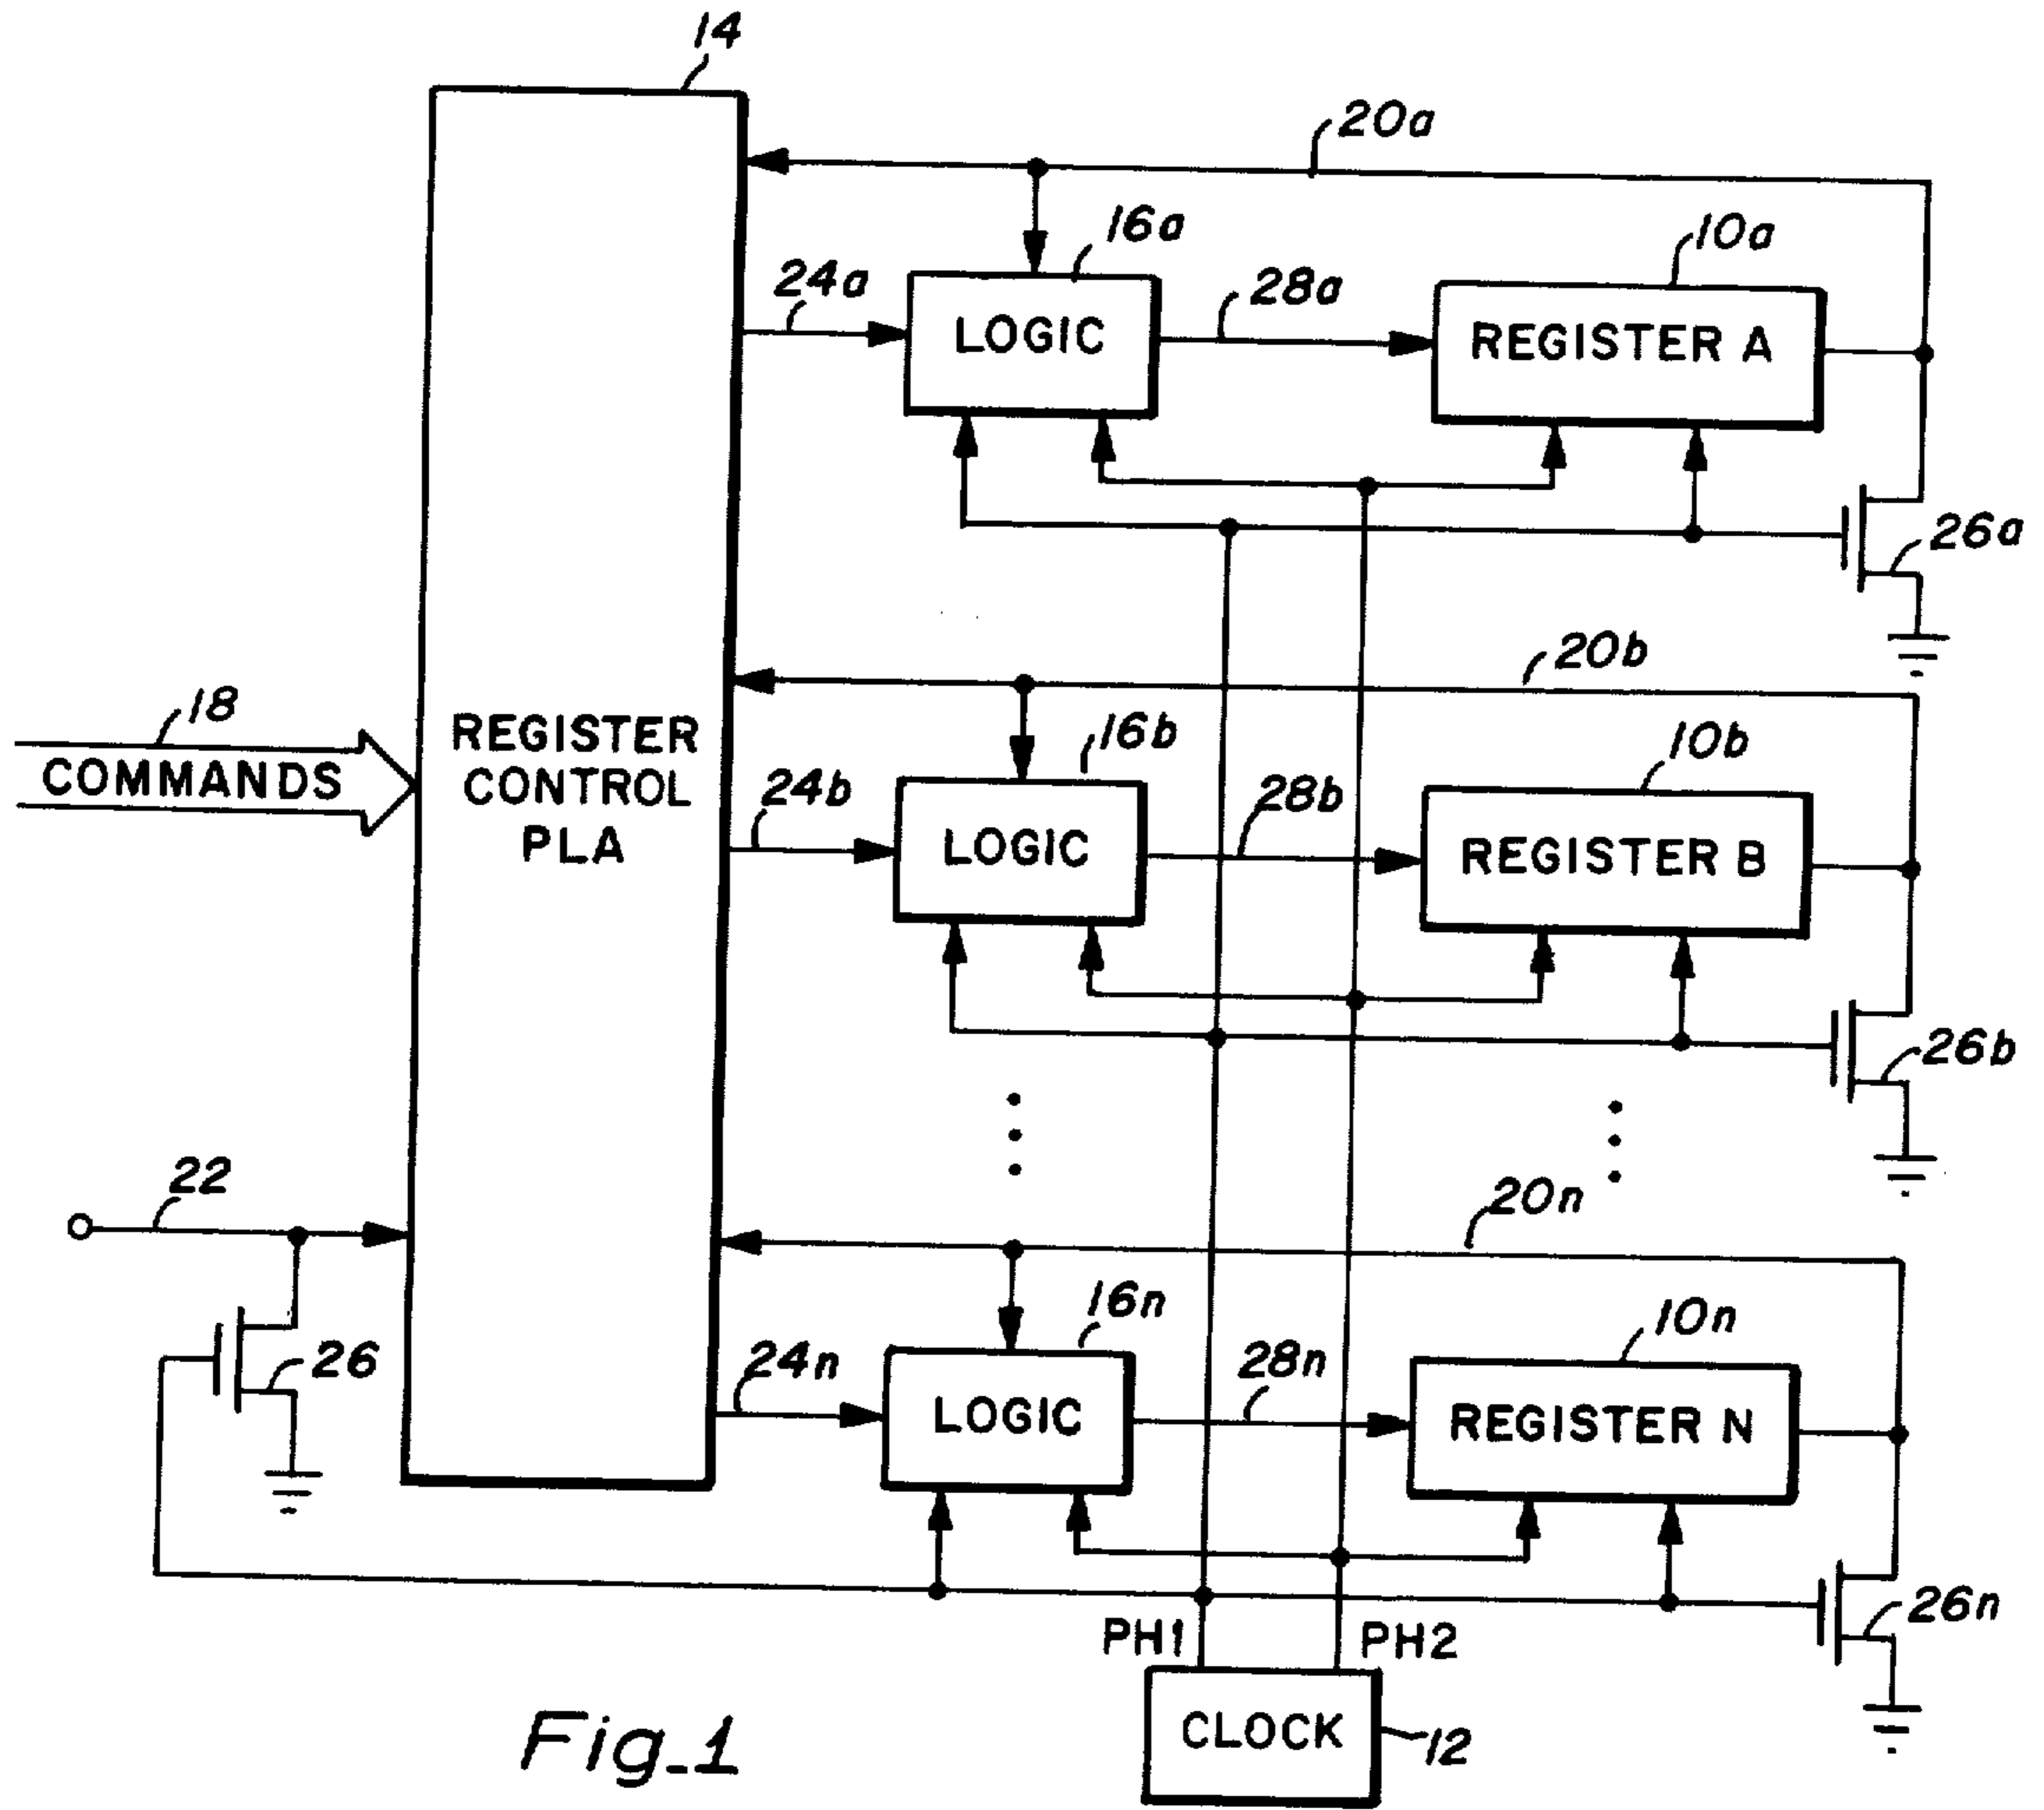 14
20a
16a
10a
24a
28a
LOGIC
REGISTER A
26a
20b
18
COMMANDS
REGISTER
CONTROL
PLA
16b
10b
24b
28b
LOGIC
REGISTER B
26b
22
20n
16n
10n
26
24n
28n
LOGIC
REGISTER N
26n
PH1
PH2
CLOCK
12
Fig_1